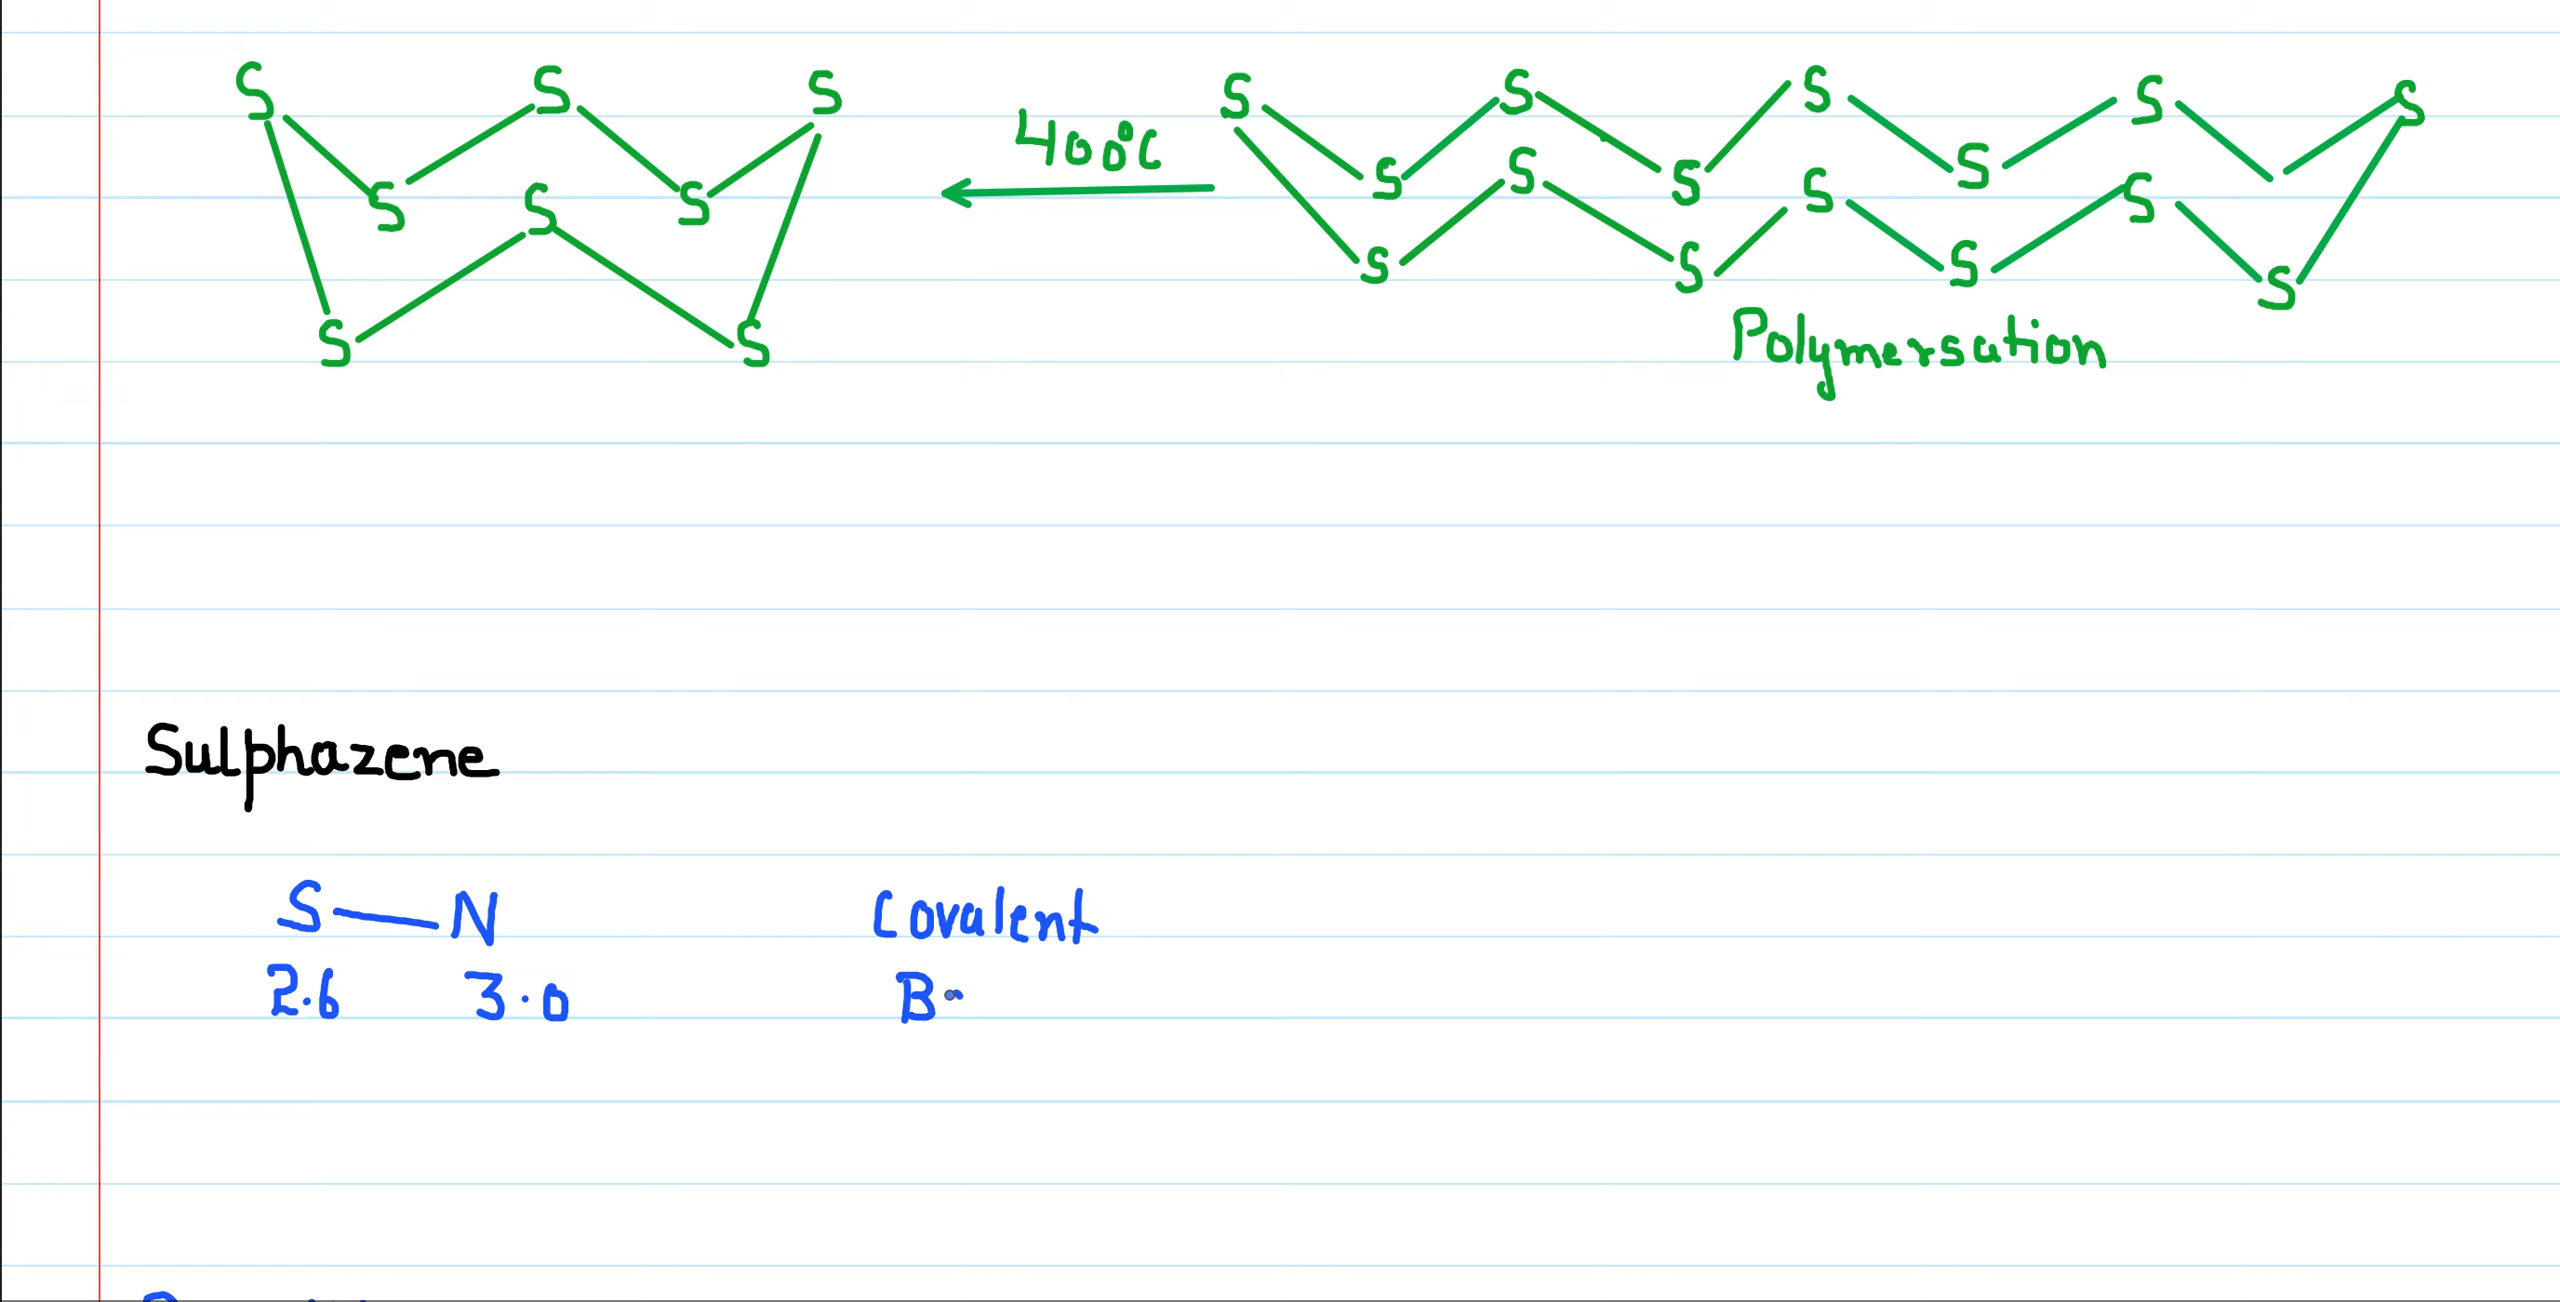 S S S S S S S S
S S S S S S
S S S S S
400°C
S S S S
S S
Polymersation
Sulphazene
S — N Covalent
2.6 3.0 B